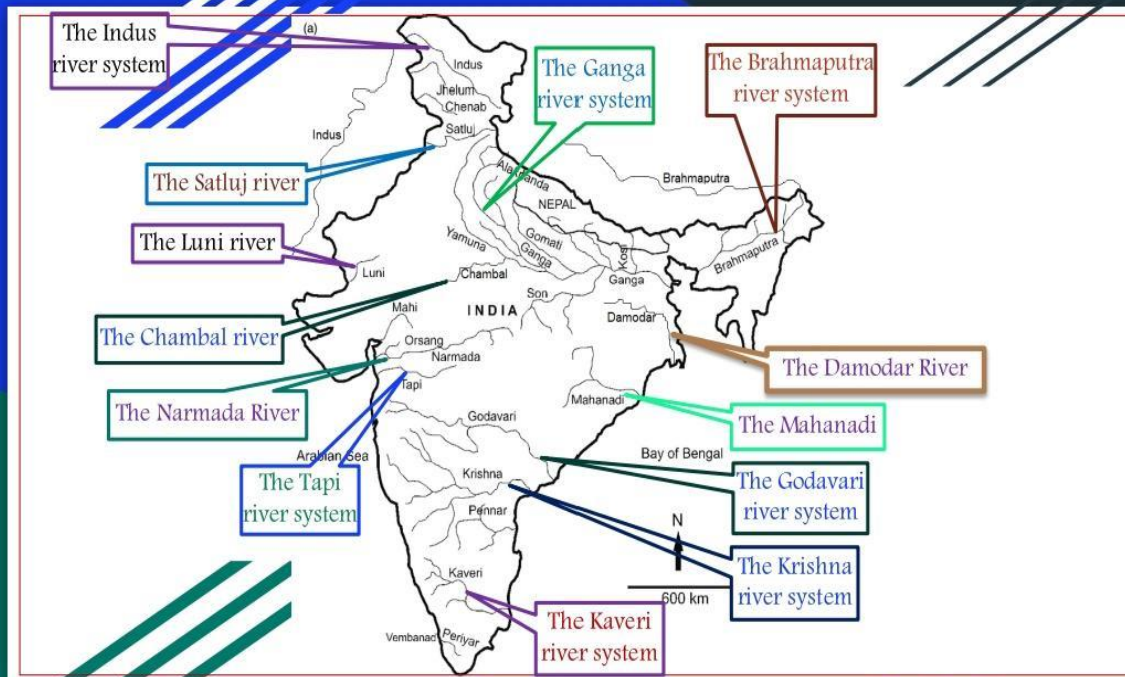 The Indus
river system
(a)
The Ganga
river system
The Brahmaputra
river system
Indus
Jhelum
Chenab
Indus
Satluj
The Satluj river
Alaknanda
Brahmaputra
NEPAL
The Luni river
Yamuna
Gomati
Ganga
Kosi
Brahmaputra
Luni
Chambal
Ganga
Son
Mahi
INDIA
Damodar
The Chambal river
Orsang
Narmada
The Damodar River
Tapi
Mahanadi
The Narmada River
Godavari
The Mahanadi
Arabian Sea
Bay of Bengal
The Tapi
river system
Krishna
The Godavari
river system
Pennar
N
The Krishna
river system
Kaveri
600 km
The Kaveri
river system
Vembanad
Periyar